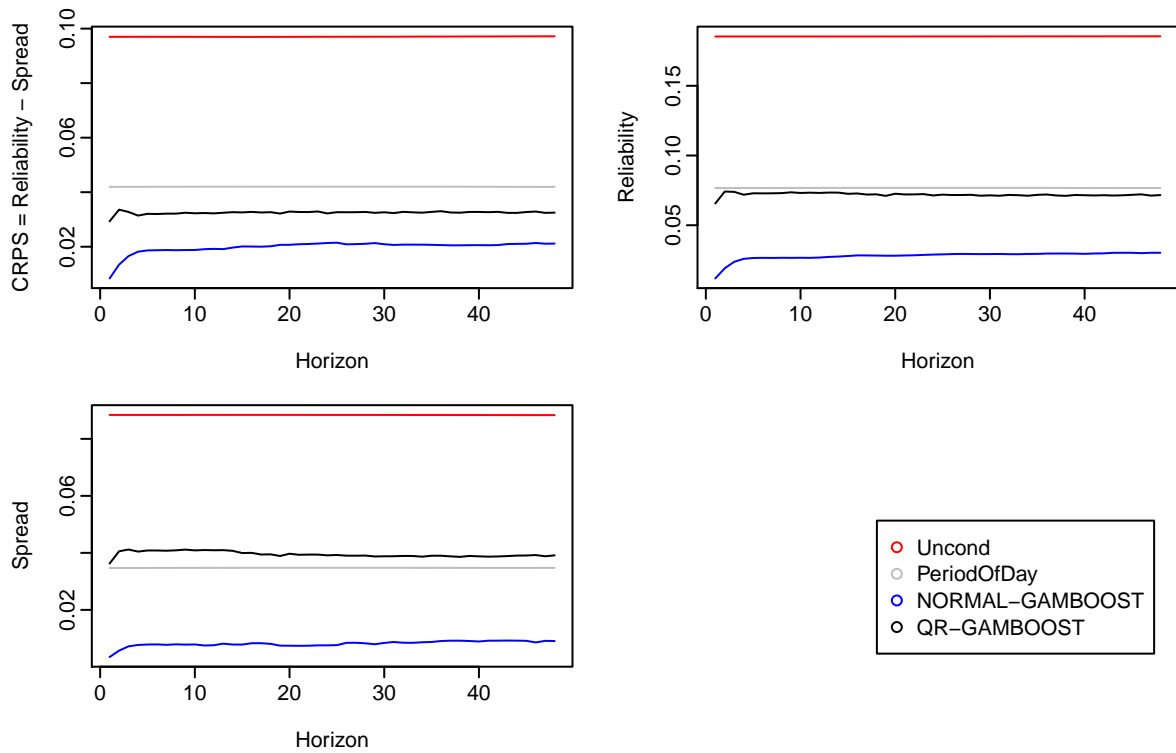 CRPS = Reliability − Spread
0.02
0.06
0.10
0 10 20 30 40
Horizon
Reliability
0.05
0.10
0.15
0 10 20 30 40
Horizon
Spread
0.02
0.06
0 10 20 30 40
Horizon
Uncond
PeriodOfDay
NORMAL−GAMBOOST
QR−GAMBOOST